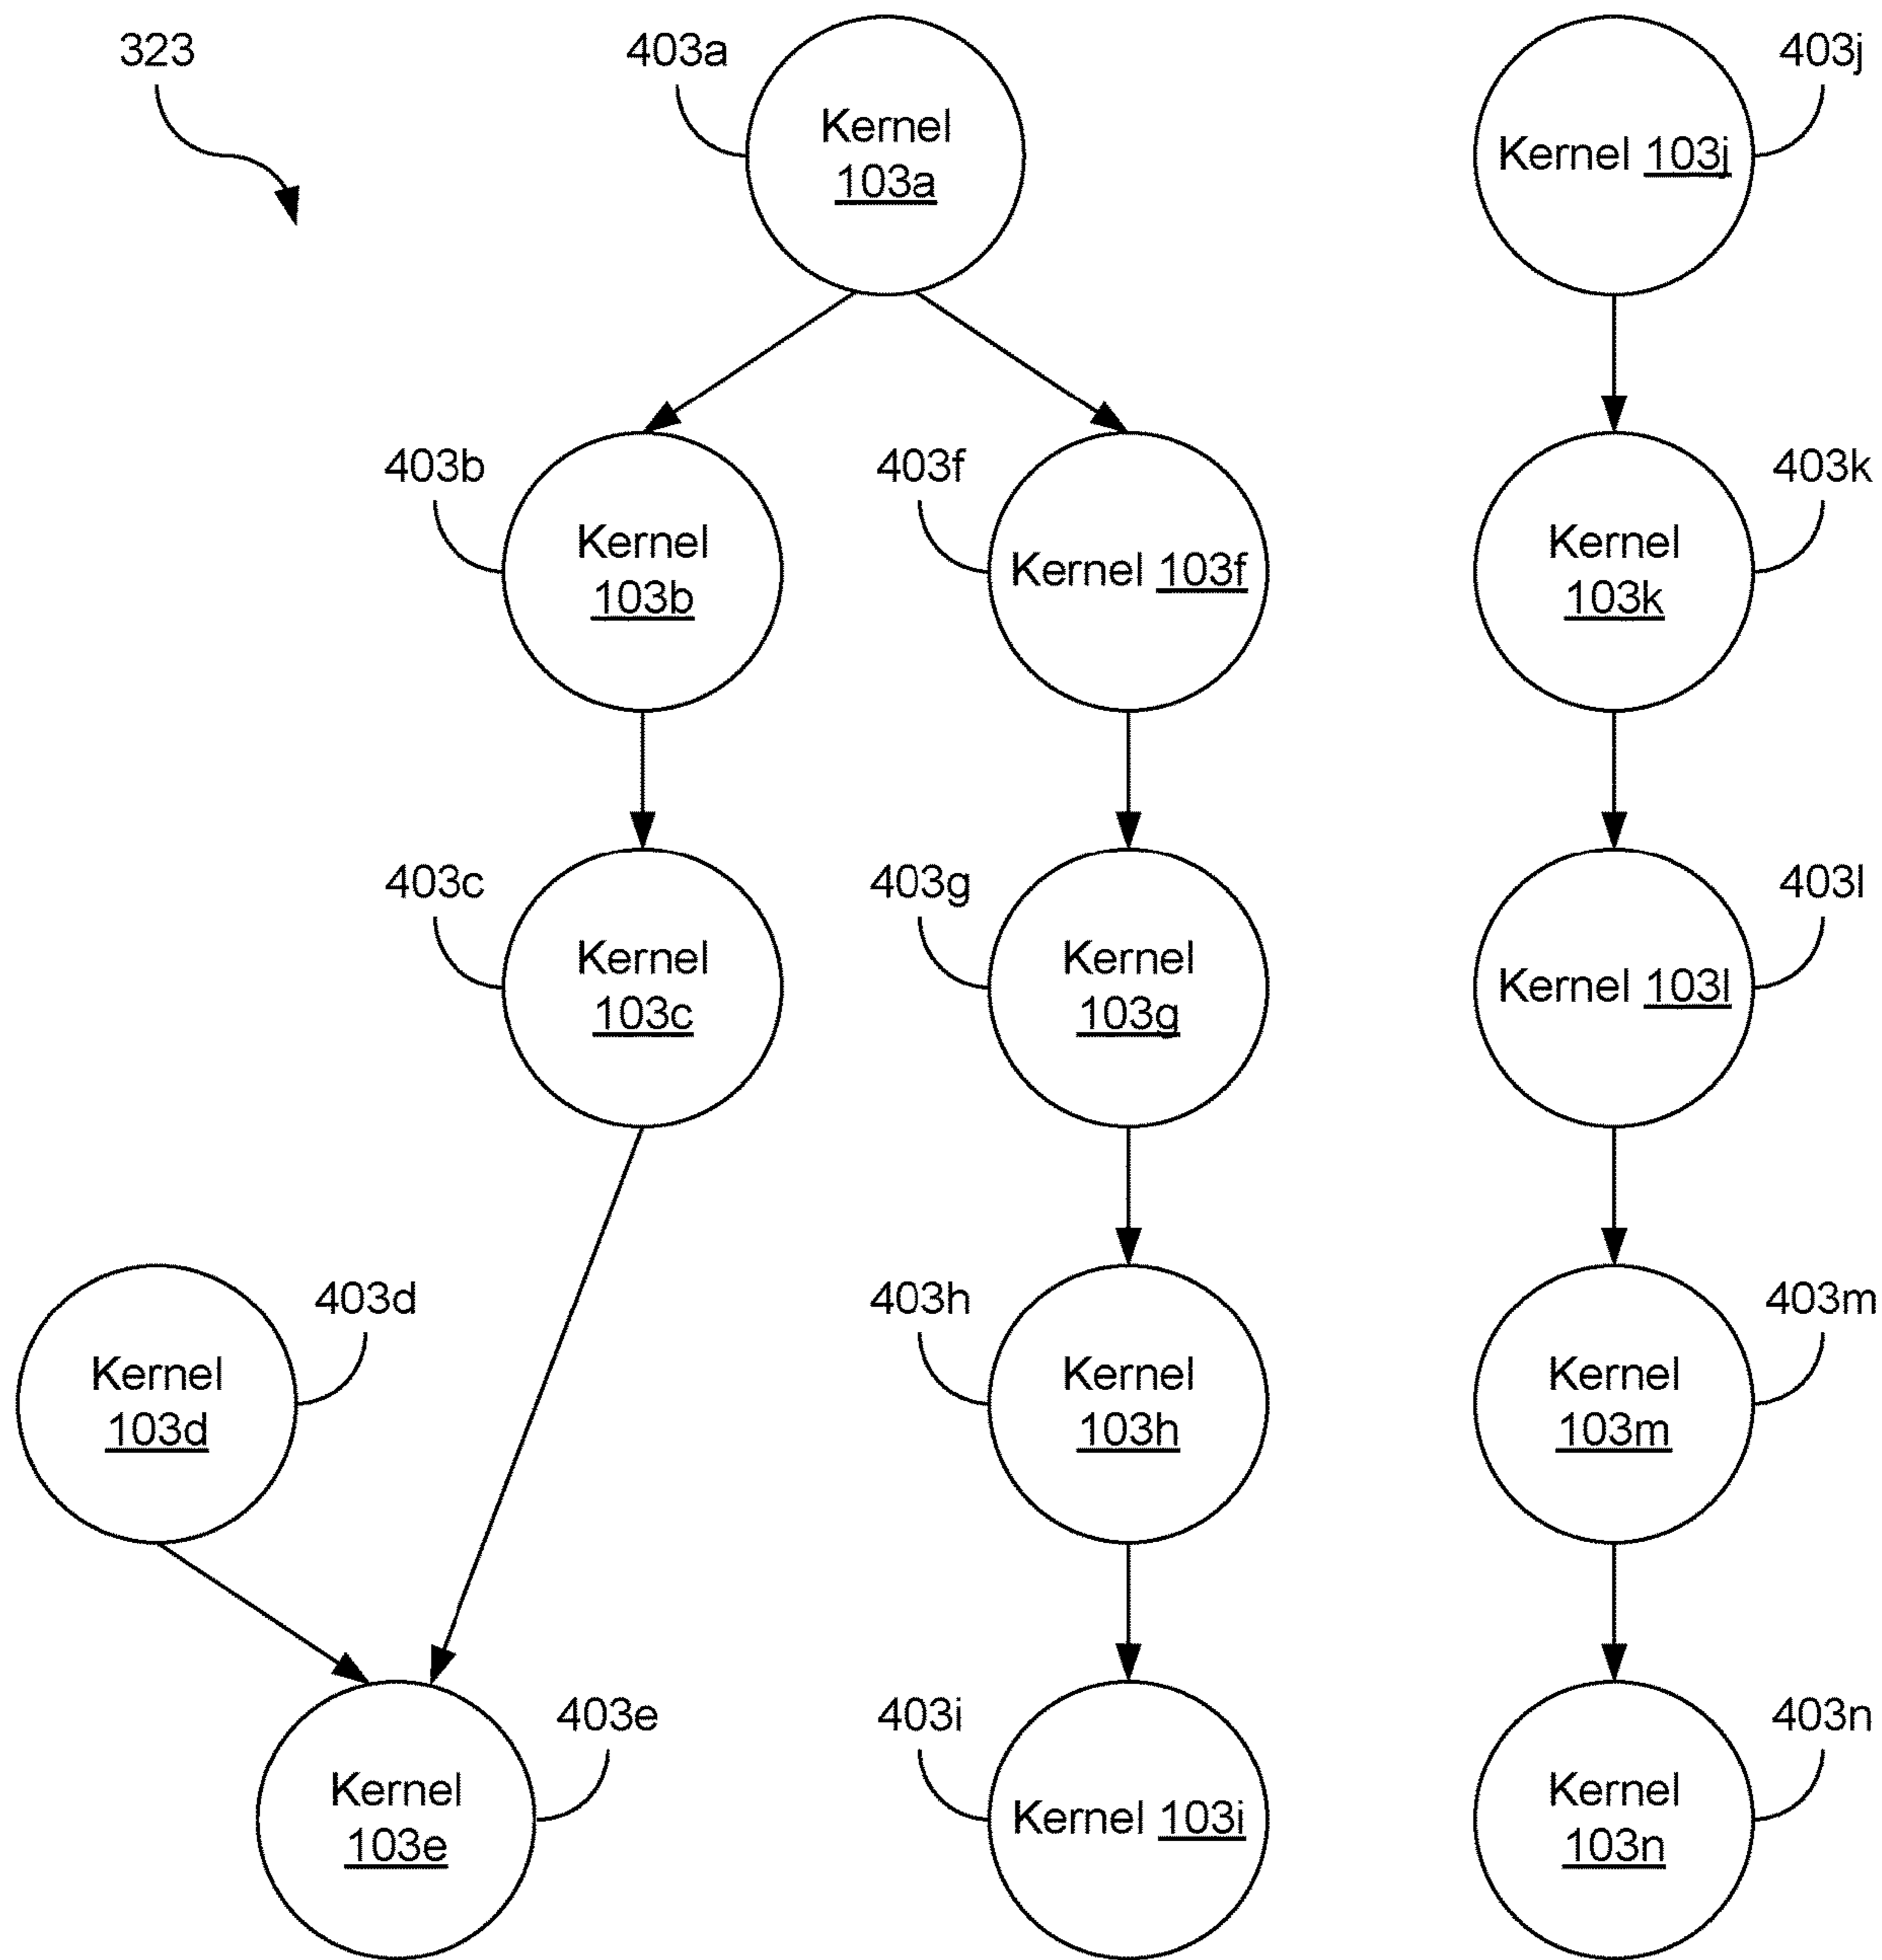 323
403a
403j
Kernel
103a
Kernel 103j
403b
403f
403k
Kernel
103b
Kernel 103f
Kernel
103k
403c
403g
403l
Kernel
103c
Kernel
103g
Kernel 103l
403d
403h
403m
Kernel
103d
Kernel
103h
Kernel
103m
403e
403i
403n
Kernel
103e
Kernel 103i
Kernel
103n